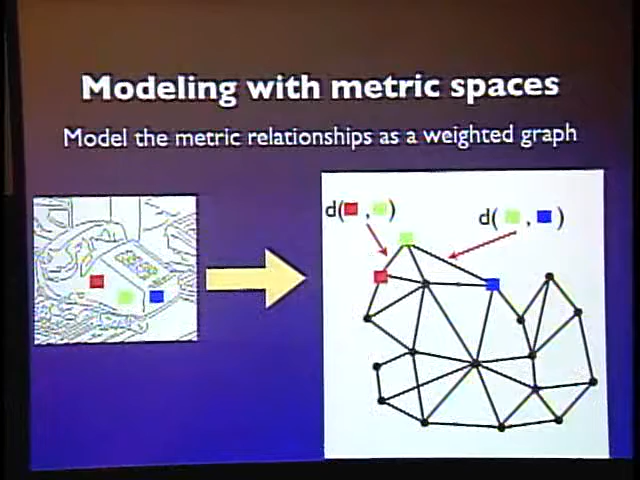 Modeling with metric spaces
Model the metric relationships as a weighted graph
d( , )
d( , )